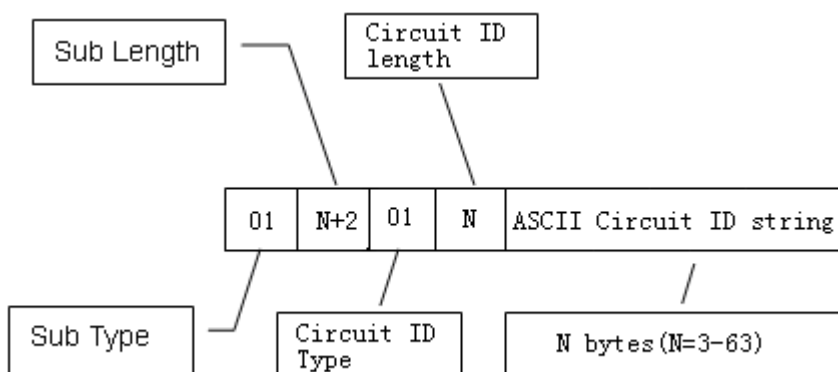 Sub Length
Circuit ID
length
01 N+2 01 N ASCII Circuit ID string
Sub Type
Circuit ID
Type
N bytes(N=3-63)